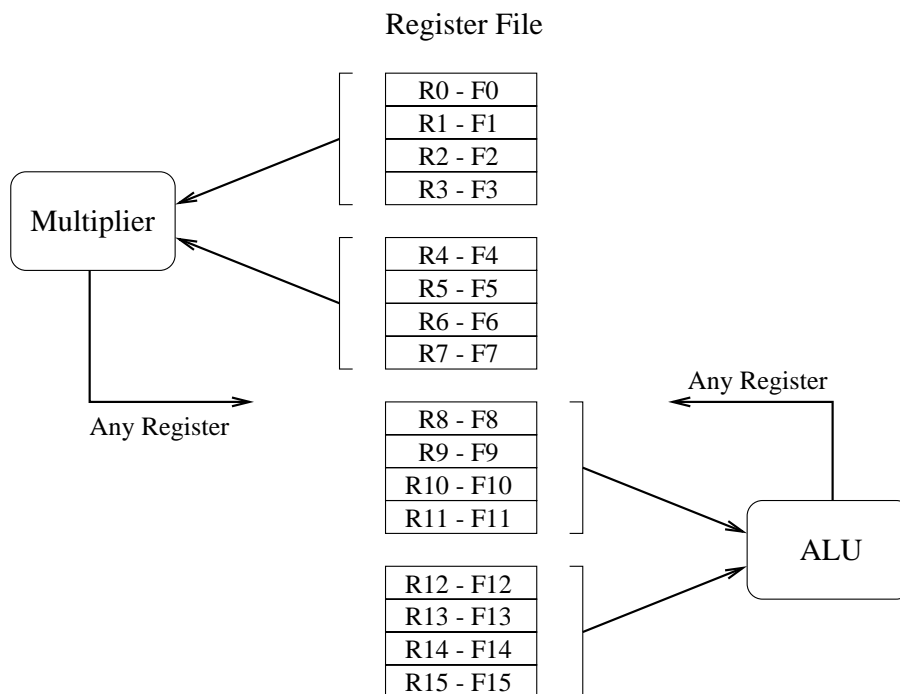 Register File
R0 - F0
R1 - F1
R2 - F2
R3 - F3
Multiplier
R4 - F4
R5 - F5
R6 - F6
R7 - F7
Any Register
Any Register
R8 - F8
R9 - F9
R10 - F10
R11 - F11
ALU
R12 - F12
R13 - F13
R14 - F14
R15 - F15